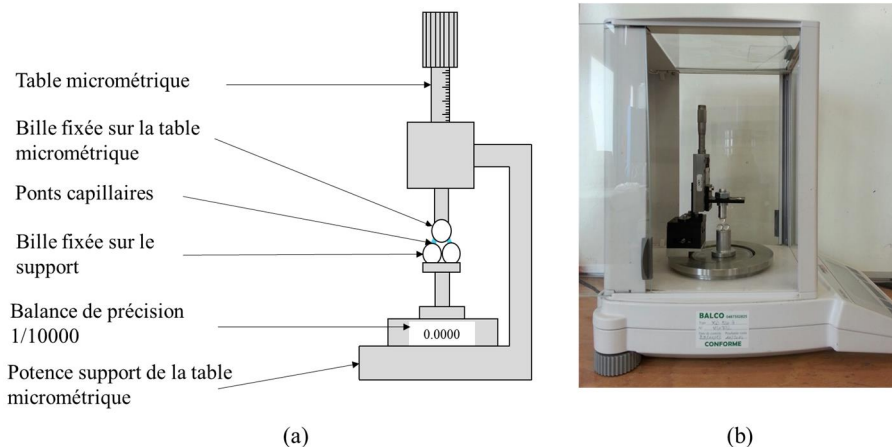 Table micrométrique
Bille fixée sur la table
micrométrique
Ponts capillaires
Bille fixée sur le
support
Balance de précision
1/10000
0.0000
Potence support de la table
micrométrique
(a)
BALCO
CONFORME
(b)